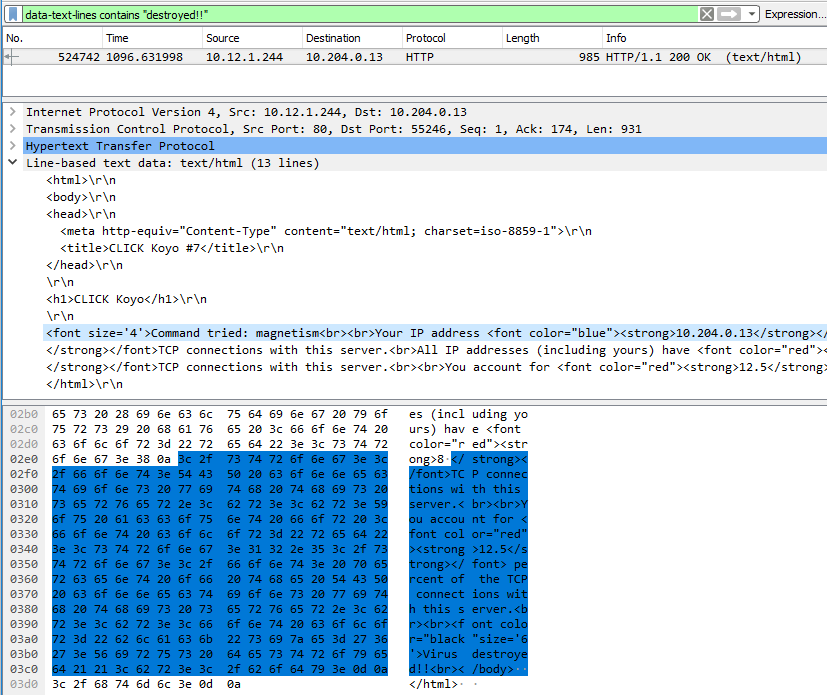 data-text-lines contains "destroyed!!" Expression...
No. Time Source Destination Protocol Length Info
524742 1096.631998 10.12.1.244 10.204.0.13 HTTP 985 HTTP/1.1 200 OK (text/html)
Internet Protocol Version 4, Src: 10.12.1.244, Dst: 10.204.0.13
Transmission Control Protocol, Src Port: 80, Dst Port: 55246, Seq: 1, Ack: 174, Len: 931
Hypertext Transfer Protocol
Line-based text data: text/html (13 lines)
<html>\r\n
<body>\r\n
<head>\r\n
<meta http-equiv="Content-Type" content="text/html; charset=iso-8859-1">\r\n
<title>CLICK Koyo #7</title>\r\n
</head>\r\n
\r\n
<h1>CLICK Koyo</h1>\r\n
\r\n
<font size='4'>Command tried: magnetism<br><br>Your IP address <font color="blue"><strong>10.204.0.13</strong></
</strong></font>TCP connections with this server.<br>All IP addresses (including yours) have <font color="red"><
</strong></font>TCP connections with this server.<br><br>You account for <font color="red"><strong>12.5</strong>
</html>\r\n
02b0 65 73 20 28 69 6e 63 6c 75 64 69 6e 67 20 79 6f es (incl uding yo
02c0 75 72 73 29 20 68 61 76 65 20 3c 66 6f 6e 74 20 urs) hav e <font
02d0 63 6f 6c 6f 72 3d 22 72 65 64 22 3e 3c 73 74 72 color="r ed"><str
02e0 6f 6e 67 3e 38 0a 3c 2f 73 74 72 6f 6e 67 3e 3c ong>8·</ strong><
02f0 2f 66 6f 6e 74 3e 54 43 50 20 63 6f 6e 6e 65 63 /font>TC P connec
0300 74 69 6f 6e 73 20 77 69 74 68 20 74 68 69 73 20 tions wi th this
0310 73 65 72 76 65 72 2e 3c 62 72 3e 3c 62 72 3e 59 server.< br><br>Y
0320 6f 75 20 61 63 63 6f 75 6e 74 20 66 6f 72 20 3c ou accou nt for <
0330 66 6f 6e 74 20 63 6f 6c 6f 72 3d 22 72 65 64 22 font col or="red"
0340 3e 3c 73 74 72 6f 6e 67 3e 31 32 2e 35 3c 2f 73 ><strong >12.5</s
0350 74 72 6f 6e 67 3e 3c 2f 66 6f 6e 74 3e 20 70 65 trong></ font> pe
0360 72 63 65 6e 74 20 6f 66 20 74 68 65 20 54 43 50 rcent of the TCP
0370 20 63 6f 6e 6e 65 63 74 69 6f 6e 73 20 77 69 74 connect ions wit
0380 68 20 74 68 69 73 20 73 65 72 76 65 72 2e 3c 62 h this s erver.<b
0390 72 3e 3c 62 72 3e 3c 66 6f 6e 74 20 63 6f 6c 6f r><br><f ont colo
03a0 72 3d 22 62 6c 61 63 6b 22 73 69 7a 65 3d 27 36 r="black "size='6
03b0 27 3e 56 69 72 75 73 20 64 65 73 74 72 6f 79 65 '>Virus destroye
03c0 64 21 21 3c 62 72 3e 3c 2f 62 6f 64 79 3e 0d 0a d!!<br>< /body>··
03d0 3c 2f 68 74 6d 6c 3e 0d 0a </html>· ·